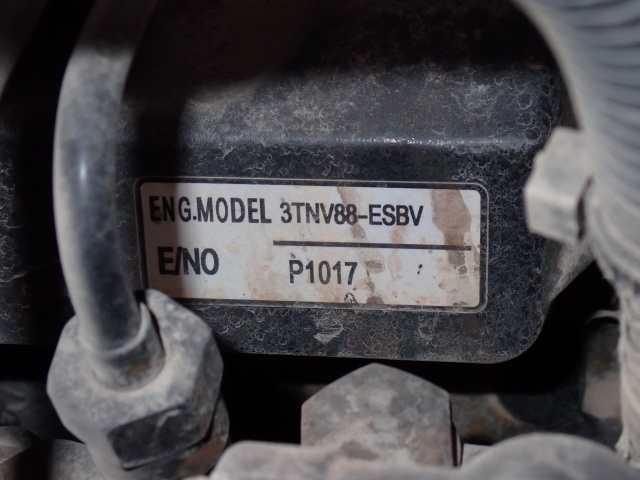 ENG.MODEL 3TNV88-ESBV
E/NO P1017